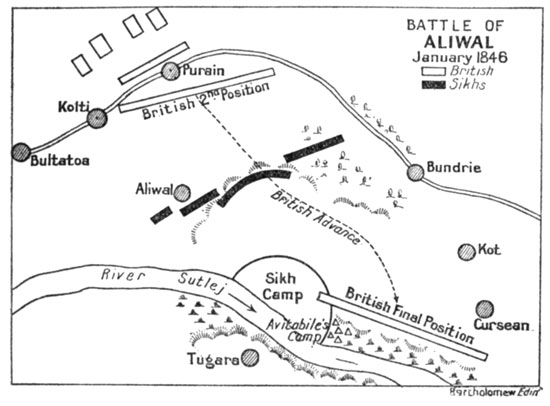 BATTLE OF
ALIWAL
January 1846
British
Sikhs
Purain
Kolti
British 2nd Position
Bultatoa
Bundrie
Aliwal
British Advance
Kot
River Sutlej
Sikh
Camp
British Final Position
Cursean
Avitabile's
Camp
Tugara
Bartholomew Edinr